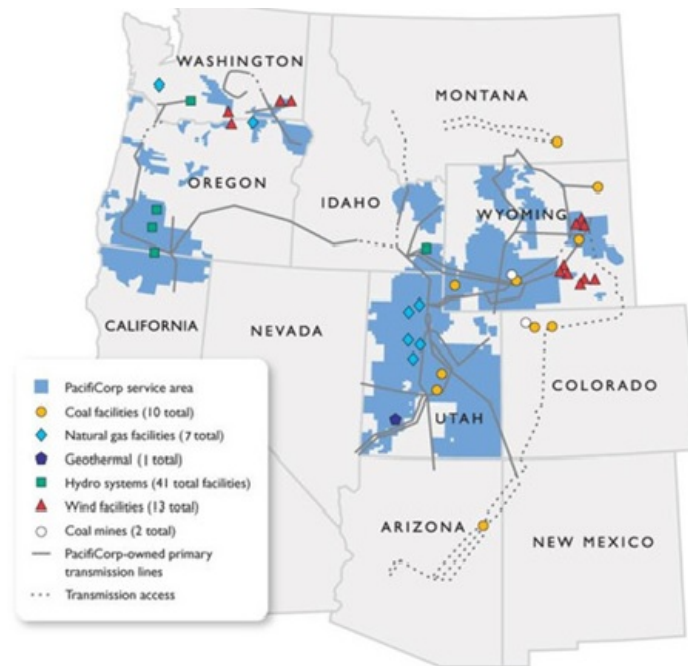 WASHINGTON
MONTANA
OREGON
IDAHO
WYOMING
CALIFORNIA
NEVADA
UTAH
COLORADO
ARIZONA
NEW MEXICO
PacifiCorp service area
Coal facilities (10 total)
Natural gas facilities (7 total)
Geothermal (1 total)
Hydro systems (41 total facilities)
Wind facilities (13 total)
Coal mines (2 total)
PacifiCorp-owned primary
transmission lines
Transmission access